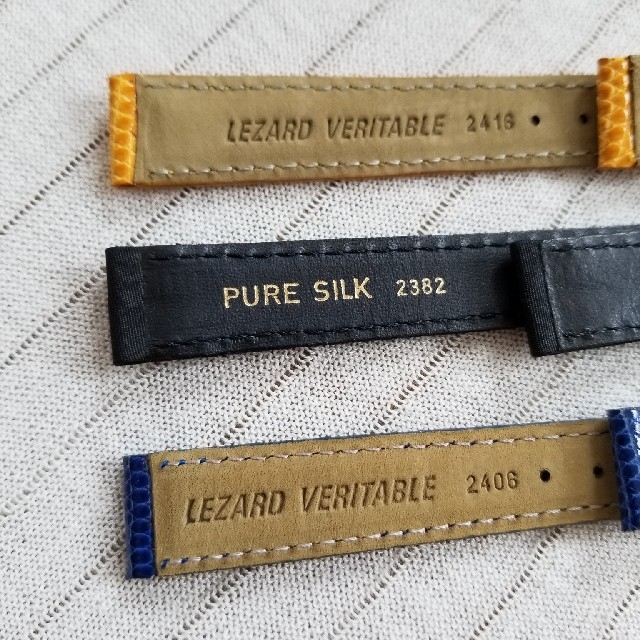 LEZARD VERITABLE 2416
PURE SILK 2382
LEZARD VERITABLE 2406